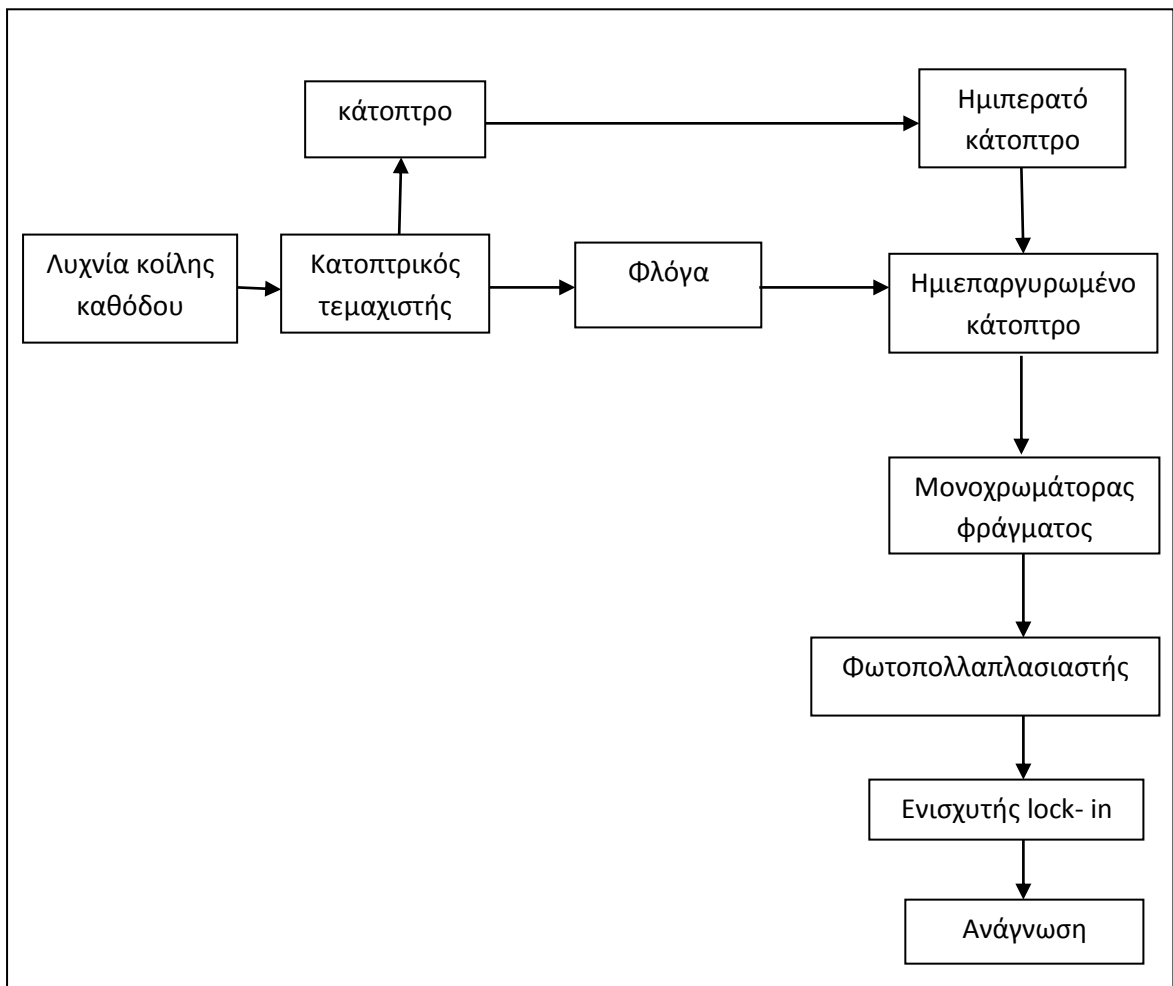 κάτοπτρο
Ημιπερατό
κάτοπτρο
Λυχνία κοίλης
καθόδου
Κατοπτρικός
τεμαχιστής
Φλόγα
Ημιεπαργυρωμένο
κάτοπτρο
Μονοχρωμάτορας
φράγματος
Φωτοπολλαπλασιαστής
Ενισχυτής lock- in
Ανάγνωση